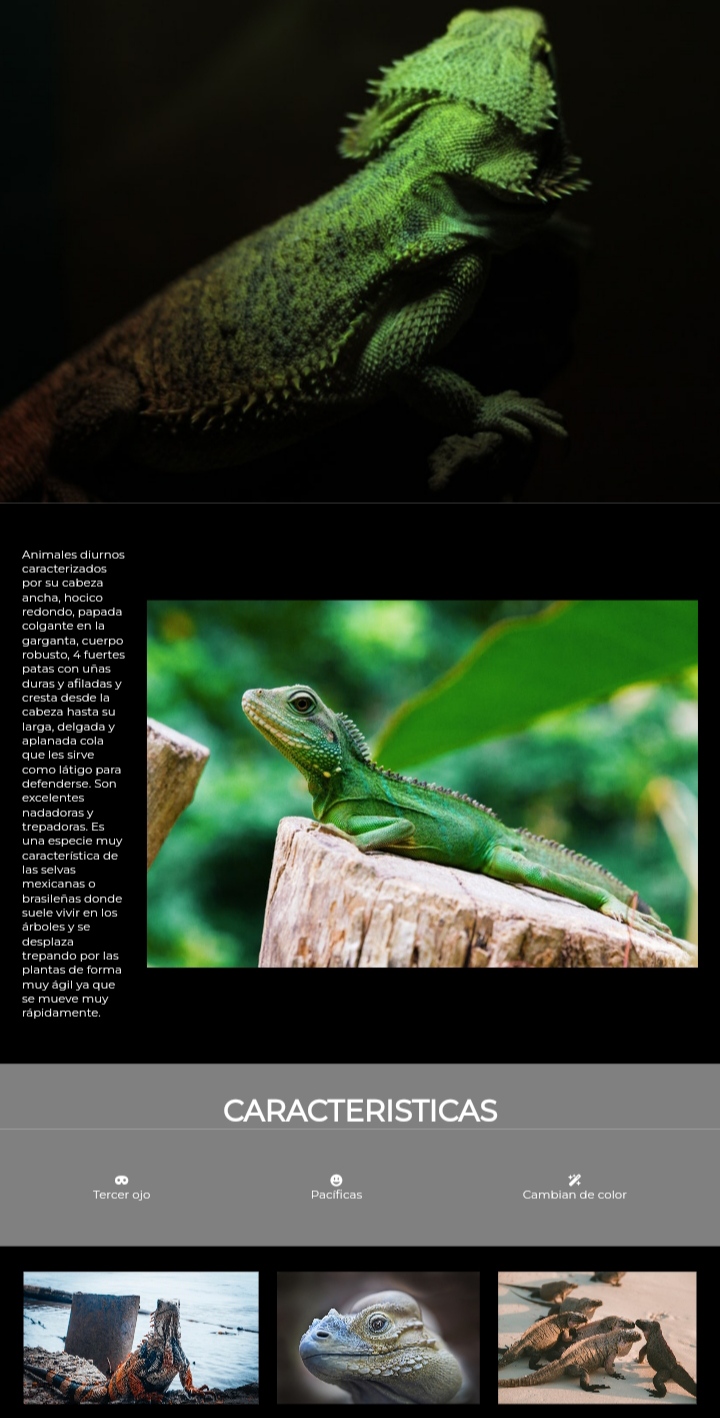 Animales diurnos
caracterizados
por su cabeza
ancha, hocico
redondo, papada
colgante en la
garganta, cuerpo
robusto, 4 fuertes
patas con uñas
duras y afiladas y
cresta desde la
cabeza hasta su
larga, delgada y
aplanada cola
que les sirve
como látigo para
defenderse. Son
excelentes
nadadoras y
trepadoras. Es
una especie muy
característica de
las selvas
mexicanas o
brasileñas donde
suele vivir en los
árboles y se
desplaza
trepando por las
plantas de forma
muy ágil ya que
se mueve muy
rápidamente.
CARACTERISTICAS
Tercer ojo
Pacíficas
Cambian de color